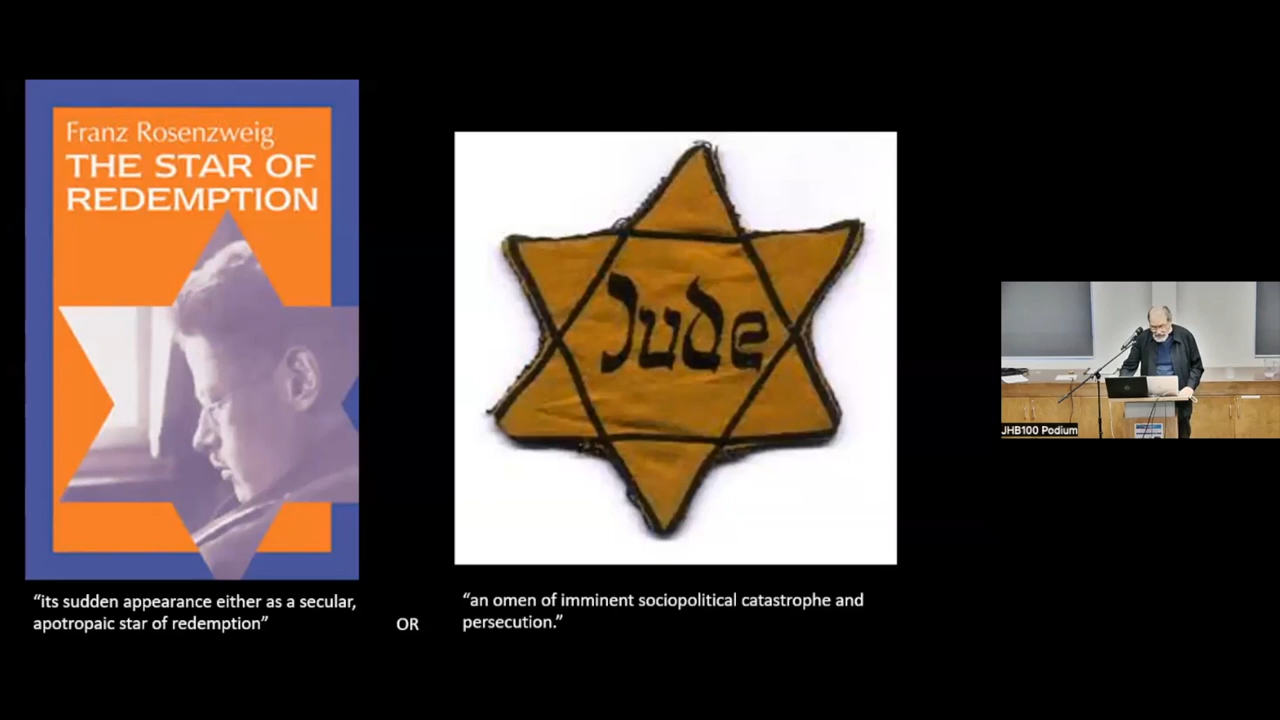 Franz Rosenzweig
THE STAR OF
REDEMPTION
Jude
“its sudden appearance either as a secular,
apotropaic star of redemption”
OR
“an omen of imminent sociopolitical catastrophe and
persecution.”
JHB100 Podium